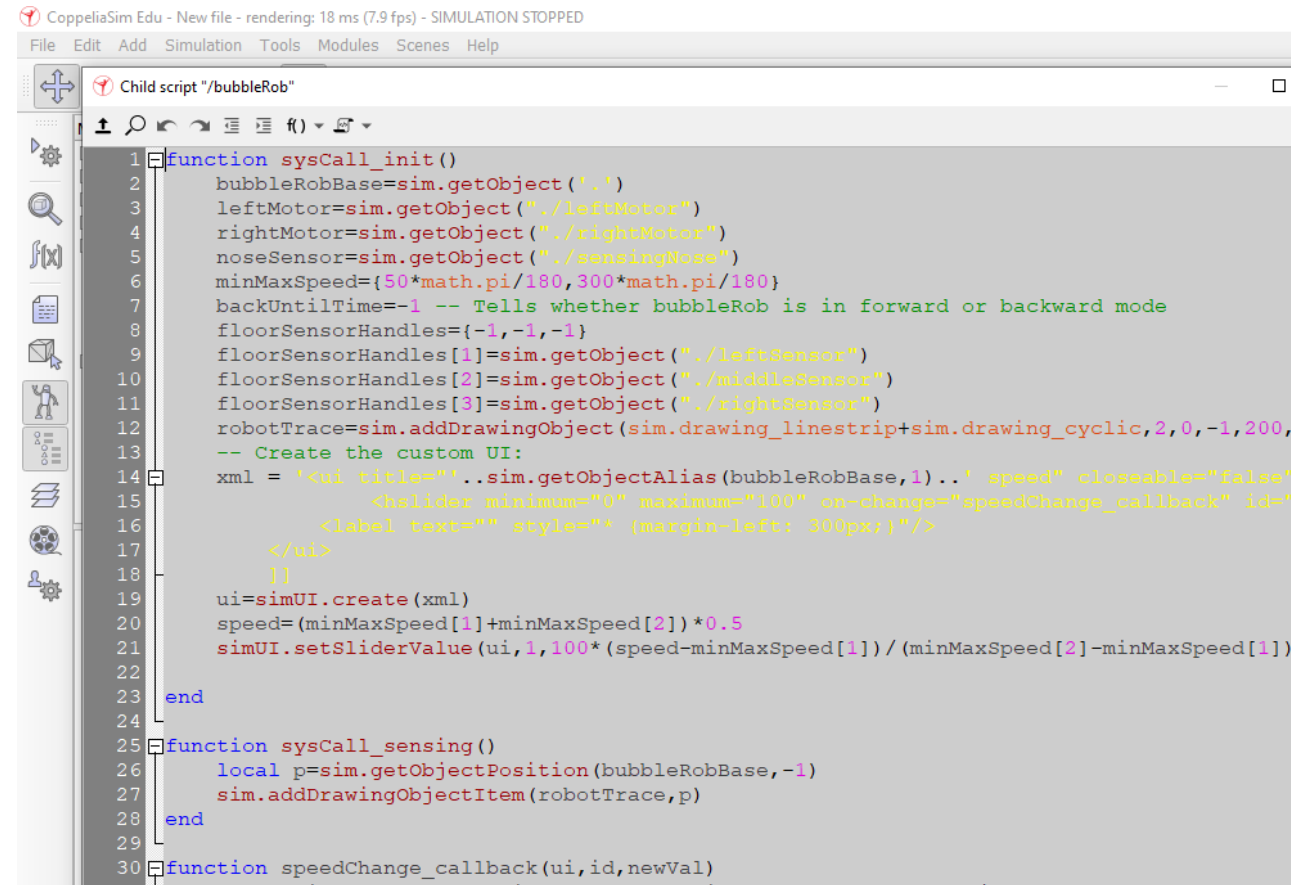 CoppeliaSim Edu - New file - rendering: 18 ms (7.9 fps) - SIMULATION STOPPED
File Edit Add Simulation Tools Modules Scenes Help
Child script "/bubbleRob"
f()
f(x)
1 function sysCall_init()
2 bubbleRobBase=sim.getObject('.')
3 leftMotor=sim.getObject("./leftMotor")
4 rightMotor=sim.getObject("./rightMotor")
5 noseSensor=sim.getObject("./sensingNose")
6 minMaxSpeed={50*math.pi/180,300*math.pi/180}
7 backUntilTime=-1 -- Tells whether bubbleRob is in forward or backward mode
8 floorSensorHandles={-1,-1,-1}
9 floorSensorHandles[1]=sim.getObject("./leftSensor")
10 floorSensorHandles[2]=sim.getObject("./middleSensor")
11 floorSensorHandles[3]=sim.getObject("./rightSensor")
12 robotTrace=sim.addDrawingObject(sim.drawing_linestrip+sim.drawing_cyclic,2,0,-1,200,
13 -- Create the custom UI:
14 xml = '<ui title="'..sim.getObjectAlias(bubbleRobBase,1)..' speed" closeable="false"
15 <hslider minimum="0" maximum="100" on-change="speedChange_callback" id="
16 <label text="" style="* {margin-left: 300px;}"/>
17 </ui>
18 ]]
19 ui=simUI.create(xml)
20 speed=(minMaxSpeed[1]+minMaxSpeed[2])*0.5
21 simUI.setSliderValue(ui,1,100*(speed-minMaxSpeed[1])/(minMaxSpeed[2]-minMaxSpeed[1])
22
23 end
24
25 function sysCall_sensing()
26 local p=sim.getObjectPosition(bubbleRobBase,-1)
27 sim.addDrawingObjectItem(robotTrace,p)
28 end
29
30 function speedChange_callback(ui,id,newVal)